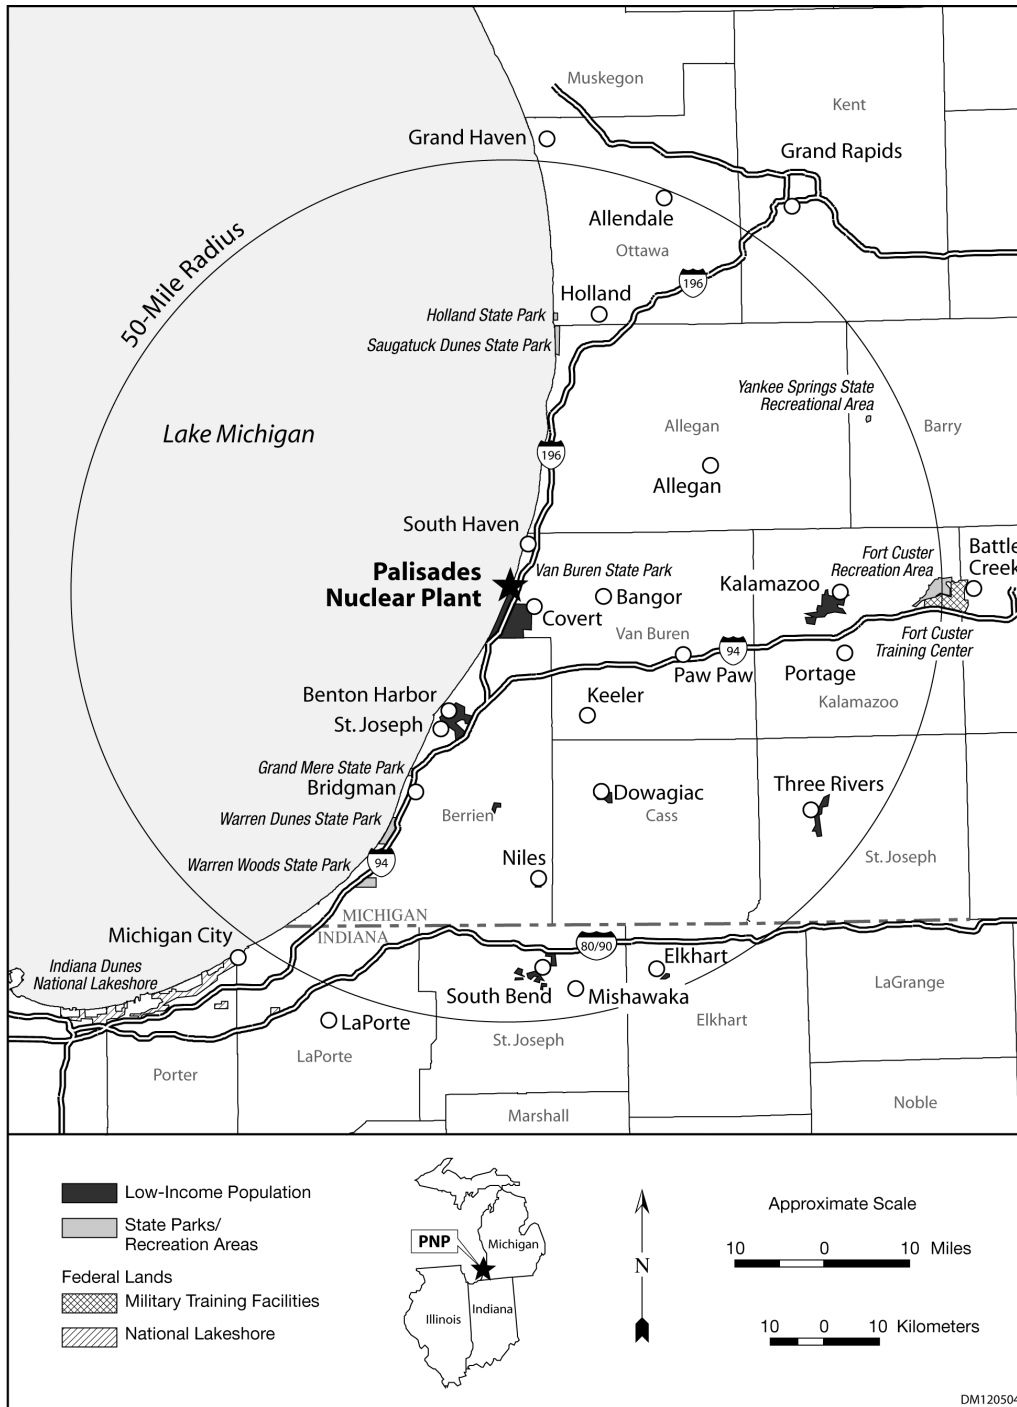 Muskegon
Kent
Grand Haven
Grand Rapids
50-Mile Radius
Allendale
Ottawa
196
Holland
Holland State Park
Saugatuck Dunes State Park
Yankee Springs State
Recreational Area
Lake Michigan
Allegan
Barry
196
Allegan
South Haven
Palisades
Nuclear Plant
Van Buren State Park
Fort Custer
Recreation Area
Battle
Creek
Kalamazoo
Bangor
Covert
Van Buren
94
Fort Custer
Training Center
Paw Paw
Portage
Benton Harbor
Keeler
Kalamazoo
St. Joseph
Grand Mere State Park
Bridgman
Three Rivers
Dowagiac
Warren Dunes State Park
Berrien
Cass
Niles
St. Joseph
Warren Woods State Park
94
MICHIGAN
INDIANA
Michigan City
80/90
Elkhart
Indiana Dunes
National Lakeshore
South Bend
Mishawaka
LaGrange
LaPorte
Elkhart
St. Joseph
LaPorte
Porter
Marshall
Noble
Low-Income Population
State Parks/
Recreation Areas
Federal Lands
Military Training Facilities
National Lakeshore
PNP
Michigan
Illinois
Indiana
N
Approximate Scale
10 0 10 Miles
10 0 10 Kilometers
DM120504